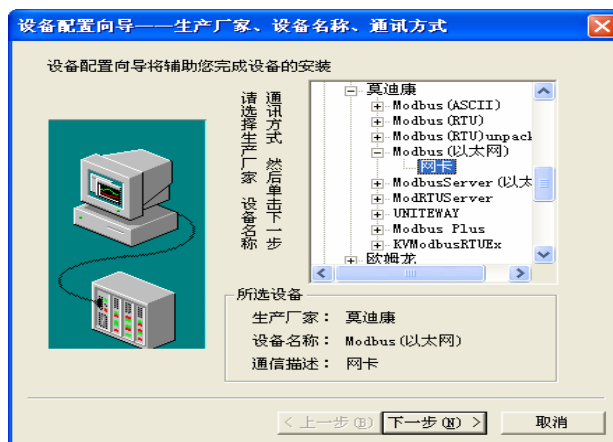 设备配置向导——生产厂家、设备名称、通讯方式
设备配置向导将辅助您完成设备的安装
请选择生产厂家 设备名称
通讯方式 然后单击下一步
莫迪康
Modbus(ASCII)
Modbus(RTU)
Modbus(RTU)unpack
Modbus(以太网)
网卡
ModbusServer(以太
ModRTUServer
UNITEWAY
Modbus Plus
KVModbusRTUEx
欧姆龙
所选设备
生产厂家： 莫迪康
设备名称： Modbus(以太网)
通信描述： 网卡
< 上一步(B) 下一步(N) > 取消